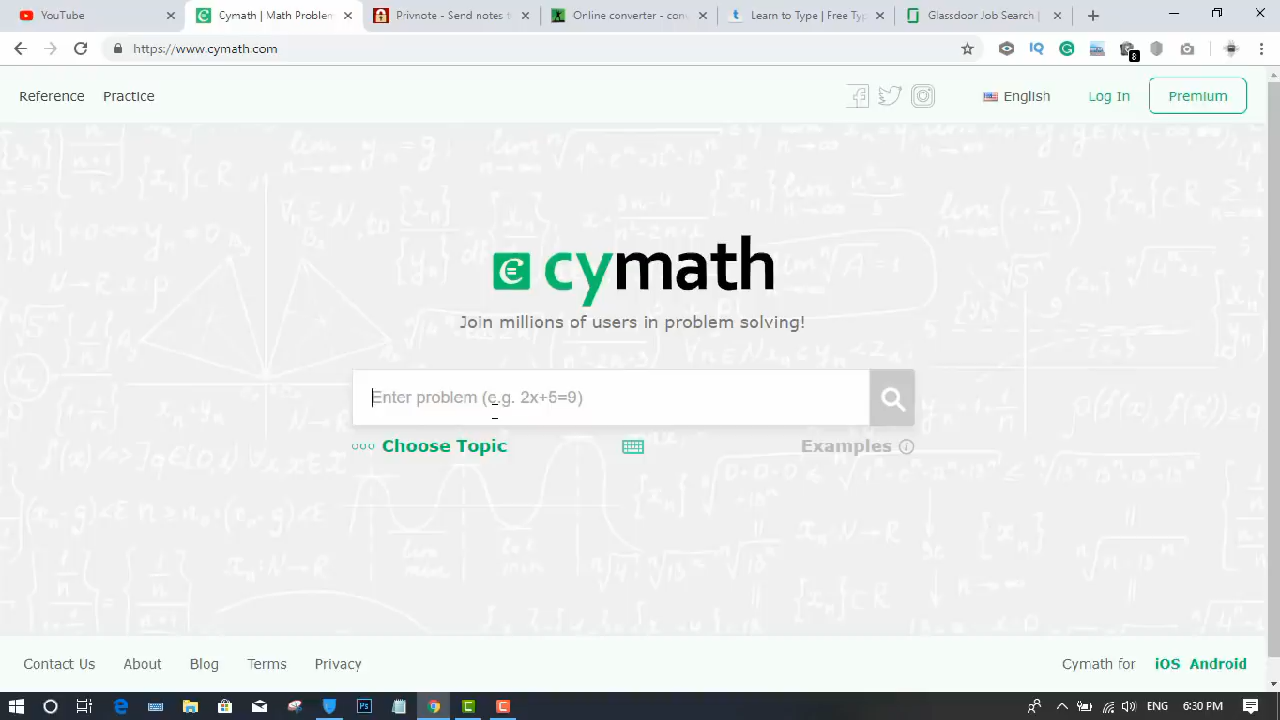 YouTube
Cymath | Math Problem
Privnote - Send notes t
Online converter - conv
Learn to Type | Free Typ
Glassdoor Job Search |
https://www.cymath.com
8
Reference Practice
English Log In Premium
cymath
Join millions of users in problem solving!
Enter problem (e.g. 2x+5=9)
Choose Topic
Examples
Contact Us About Blog Terms Privacy
Cymath for iOS Android
ENG 6:30 PM